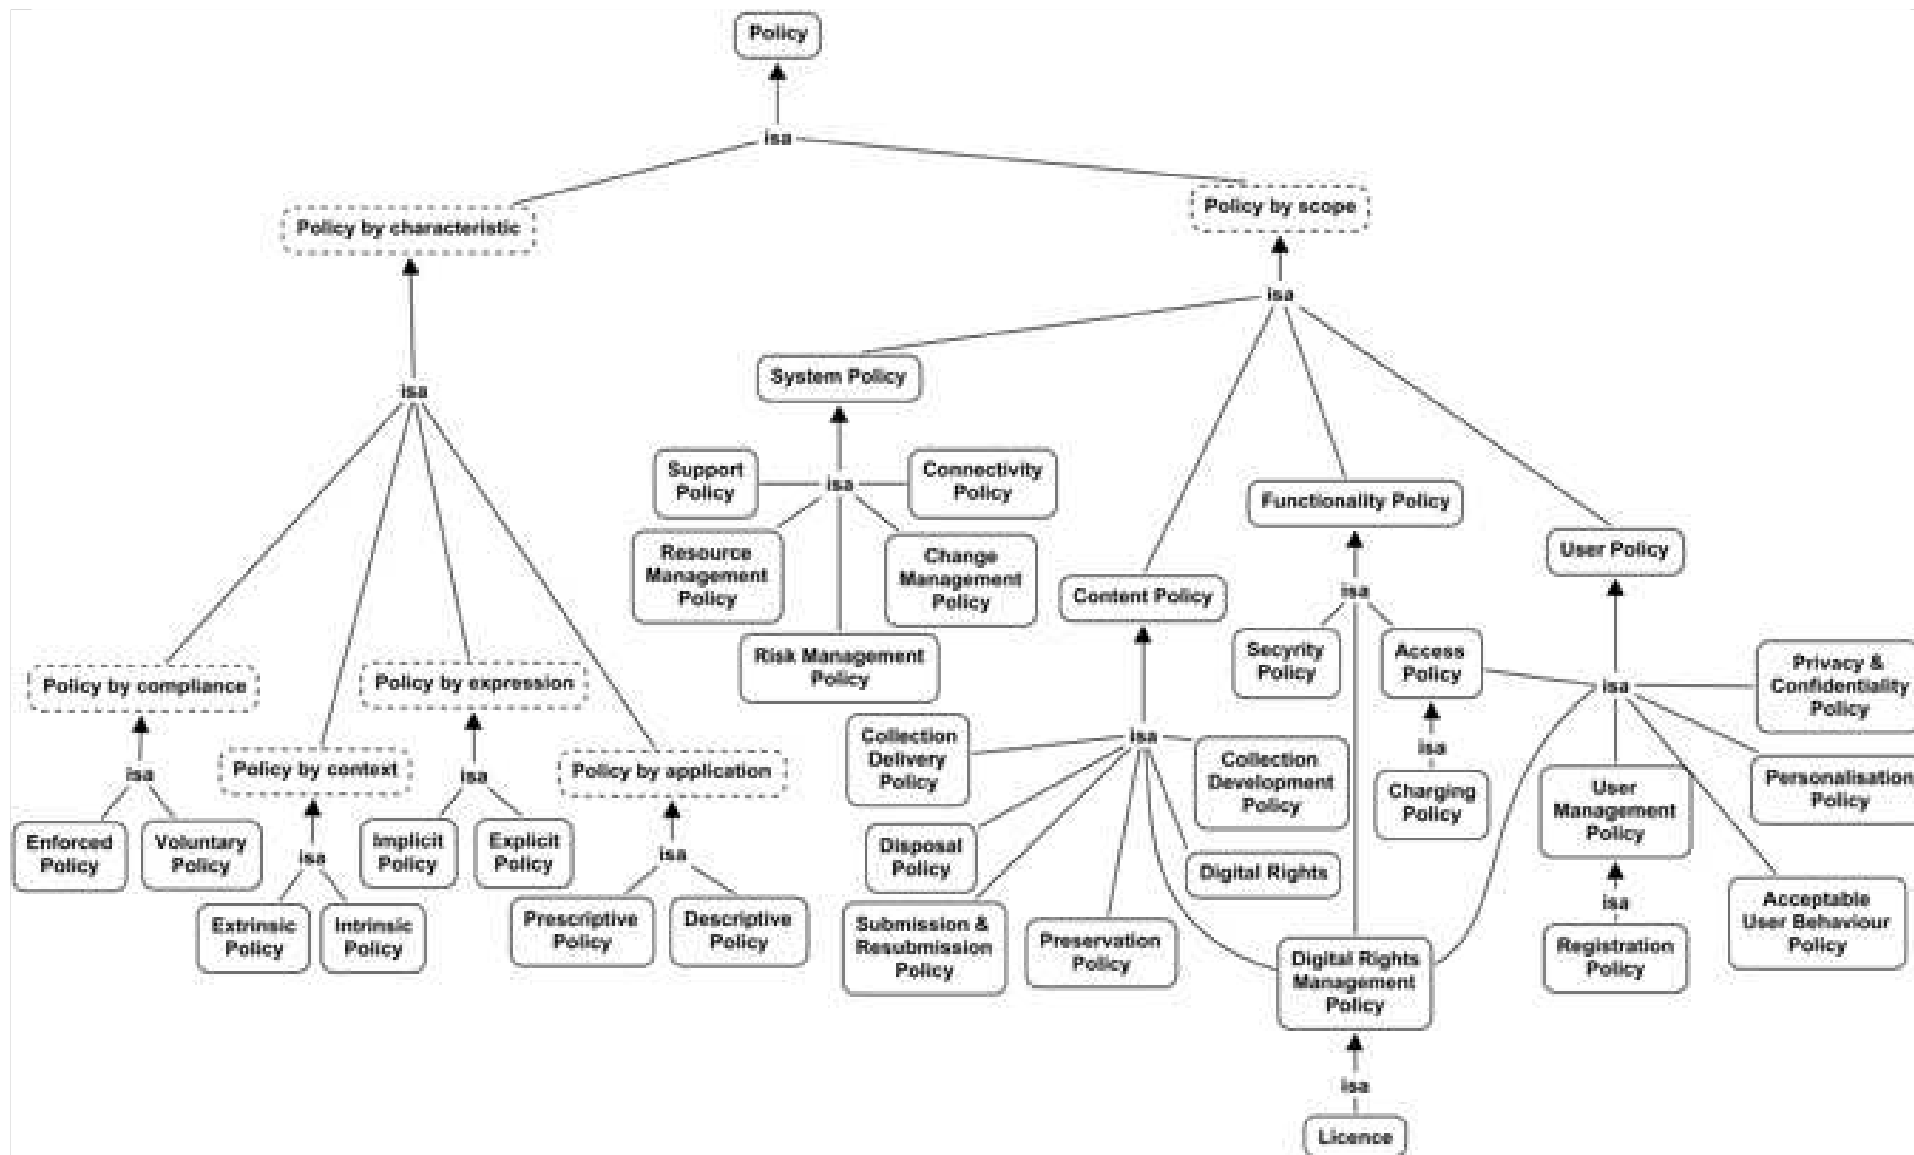 Policy
isa
Policy by characteristic
Policy by scope
isa
isa
System Policy
Support
Policy
isa
Connectivity
Policy
Resource
Management
Policy
Change
Management
Policy
Risk Management
Policy
Functionality Policy
User Policy
Content Policy
isa
Secyrity
Policy
Access
Policy
isa
Privacy &
Confidentiality
Policy
Policy by compliance
Policy by expression
isa
Policy by context
isa
Policy by application
Enforced
Policy
Voluntary
Policy
isa
Implicit
Policy
Explicit
Policy
isa
Extrinsic
Policy
Intrinsic
Policy
Prescriptive
Policy
Descriptive
Policy
Collection
Delivery
Policy
isa
Collection
Development
Policy
isa
Charging
Policy
User
Management
Policy
Personalisation
Policy
Disposal
Policy
Digital Rights
Submission &
Resubmission
Policy
Preservation
Policy
Digital Rights
Management
Policy
isa
Registration
Policy
Acceptable
User Behaviour
Policy
isa
Licence